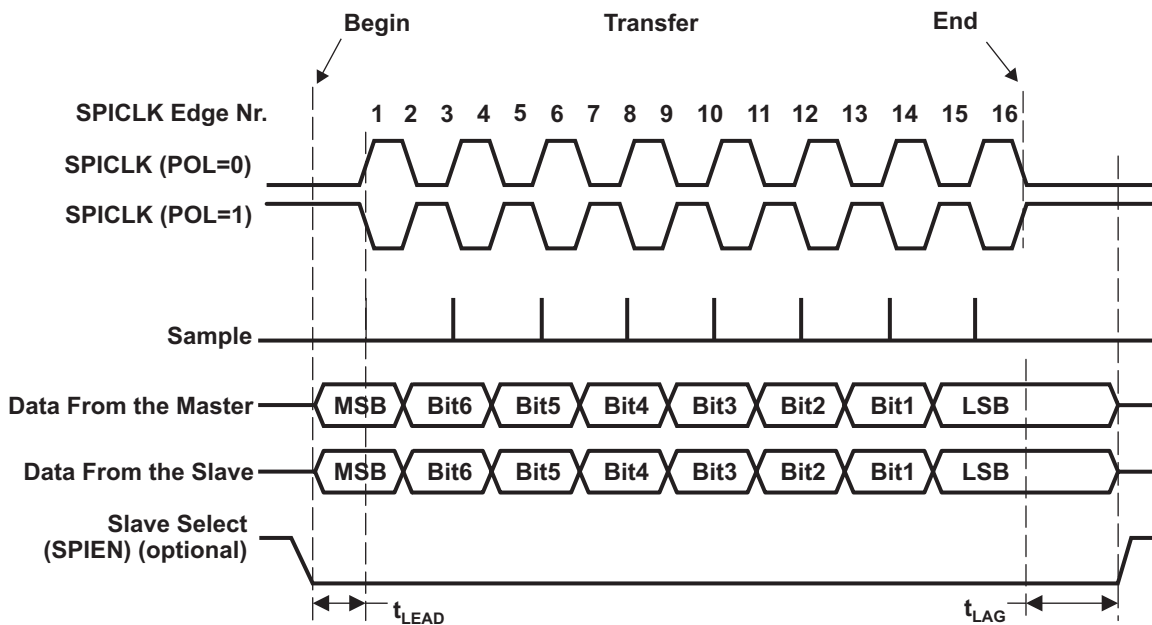 Begin Transfer End
SPICLK Edge Nr. 1 2 3 4 5 6 7 8 9 10 11 12 13 14 15 16
SPICLK (POL=0)
SPICLK (POL=1)
Sample
Data From the Master MSB Bit6 Bit5 Bit4 Bit3 Bit2 Bit1 LSB
Data From the Slave MSB Bit6 Bit5 Bit4 Bit3 Bit2 Bit1 LSB
Slave Select
(SPIEN) (optional)
tLEAD tLAG